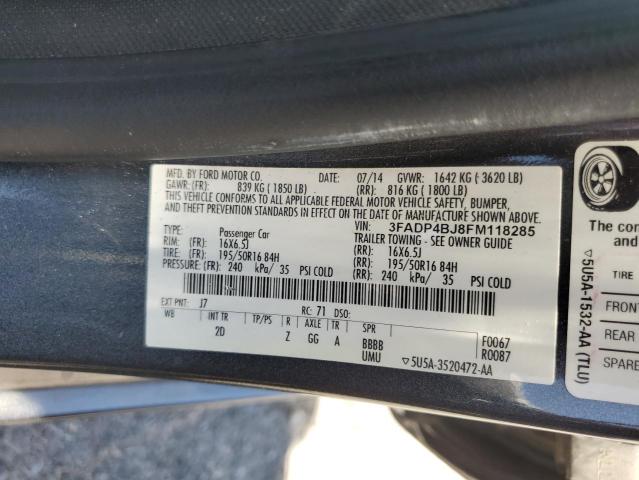 MFD. BY FORD MOTOR CO. DATE: 07/14 GVWR: 1642 KG ( 3620 LB)
GAWR: (FR): 839 KG ( 1850 LB) (RR): 816 KG ( 1800 LB)
THIS VEHICLE CONFORMS TO ALL APPLICABLE FEDERAL MOTOR VEHICLE SAFETY, BUMPER,
AND THEFT PREVENTION STANDARDS IN EFFECT ON THE DATE OF MANUFACTURE SHOWN ABOVE.
VIN: 3FADP4BJ8FM118285
TYPE: Passenger Car TRAILER TOWING - SEE OWNER GUIDE
RIM: (FR) 16X6.5J (RR): 16X6.5J
TIRE: (FR) 195/50R16 84H (RR): 195/50R16 84H
PRESSURE: (FR) 240 kPa/ 35 PSI COLD (RR): 240 kPa/ 35 PSI COLD
EXT PNT: J7 RC: 71 DSO:
WB INT TR TP/PS R AXLE TR SPR F0067
2D Z GG A BBBB R0087
UMU 5U5A-3520472-AA
The con
5U5A-1532-AA (TLU)
TIRE
FRON
REAR
SPARE